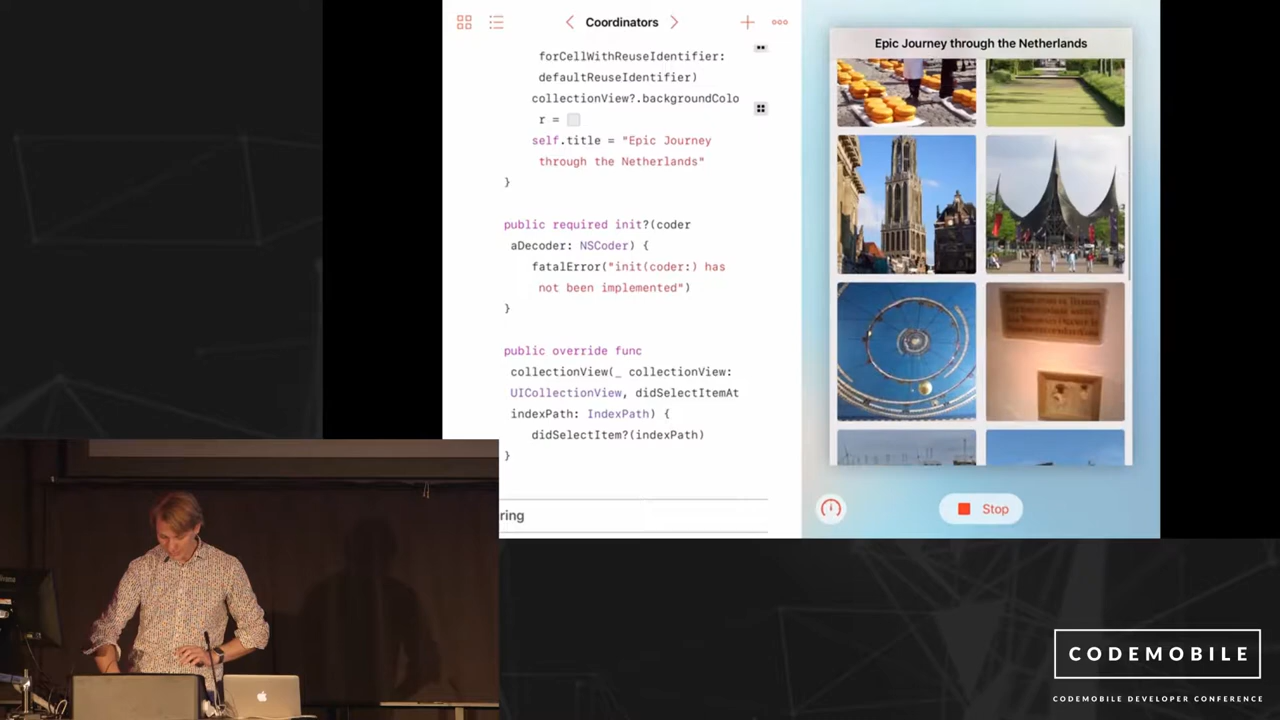 Coordinators
forCellWithReuseIdentifier:
defaultReuseIdentifier)
collectionView?.backgroundColo
r =
self.title = "Epic Journey
through the Netherlands"
}
public required init?(coder
aDecoder: NSCoder) {
fatalError("init(coder:) has
not been implemented")
}
public override func
collectionView(_ collectionView:
UICollectionView, didSelectItemAt
indexPath: IndexPath) {
didSelectItem?(indexPath)
}
ring
Epic Journey through the Netherlands
Stop
CODEMOBILE
CODEMOBILE DEVELOPER CONFERENCE